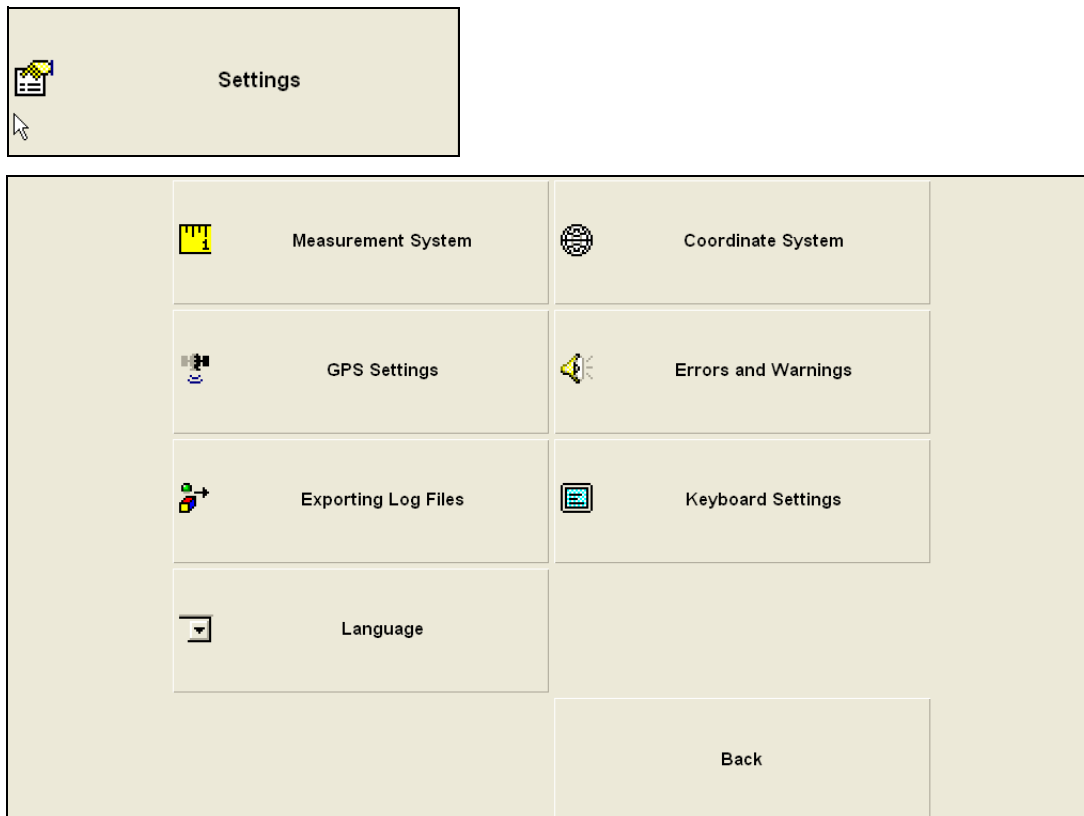 Settings
Measurement System
Coordinate System
GPS Settings
Errors and Warnings
Exporting Log Files
Keyboard Settings
Language
Back